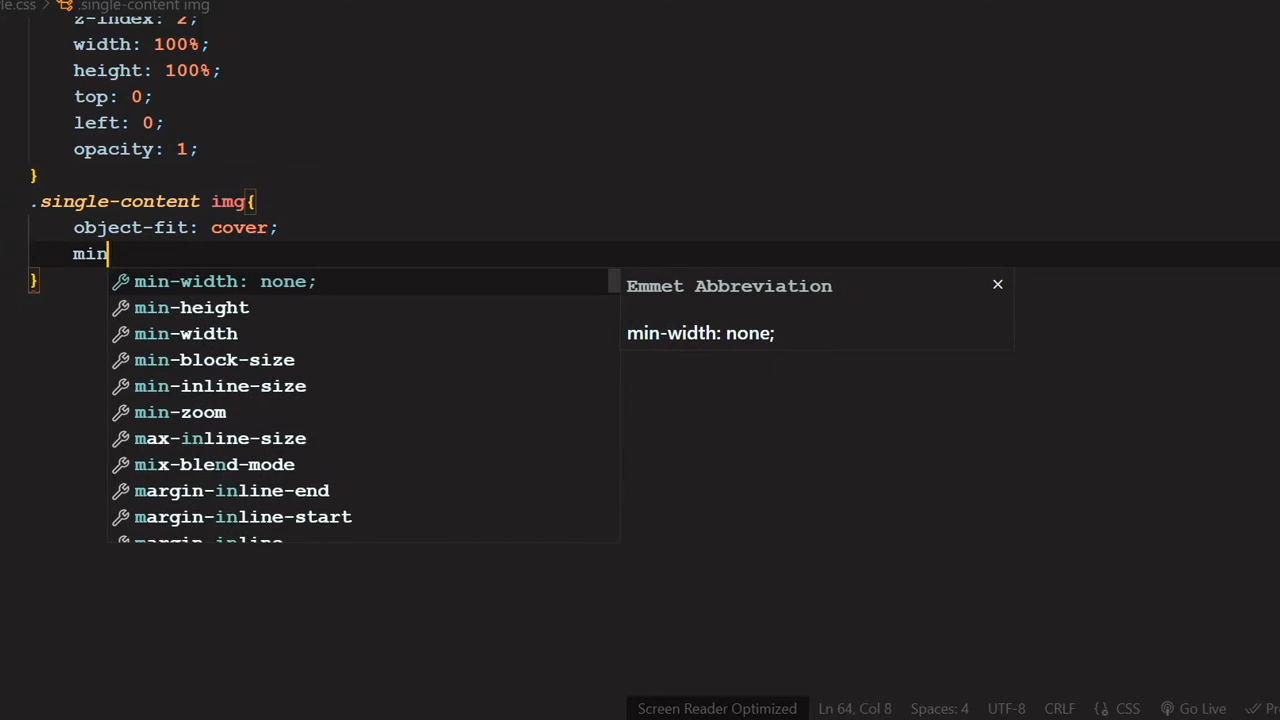 le.css > .single-content img
z-index: 2;
width: 100%;
height: 100%;
top: 0;
left: 0;
opacity: 1;
}
.single-content img{
object-fit: cover;
min
}
min-width: none;
min-height
min-width
min-block-size
min-inline-size
min-zoom
max-inline-size
mix-blend-mode
margin-inline-end
margin-inline-start
margin-inline
Emmet Abbreviation
×
min-width: none;
Screen Reader Optimized Ln 64, Col 8 Spaces: 4 UTF-8 CRLF {} CSS Go Live Pr